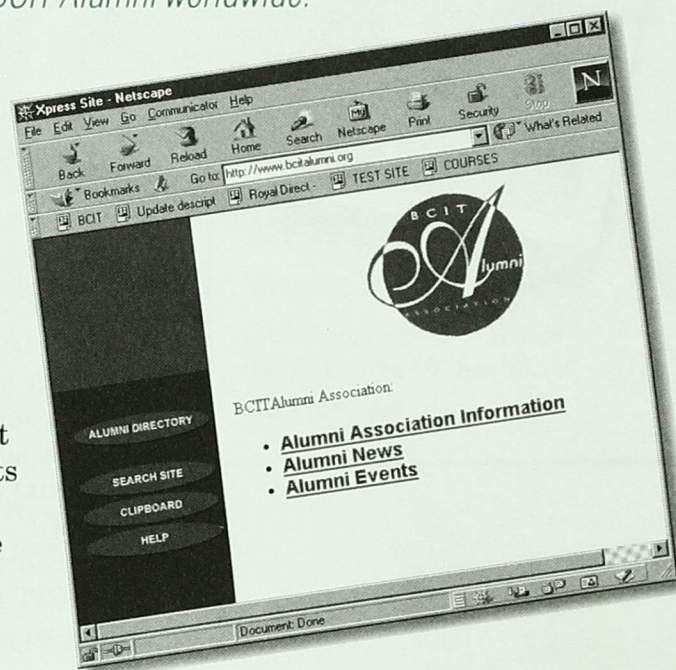 BCIT Alumni worldwide.
Xpress Site - Netscape
File Edit View Go Communicator Help
Back Forward Reload Home Search Netscape Print Security Stop
N
Bookmarks Go to: http://www.bcitalumni.org What's Related
BCIT Update descript Royal Direct - TEST SITE COURSES
BCIT
Alumni
ASSOCIATION
BCITAlumni Association:
• Alumni Association Information
• Alumni News
• Alumni Events
ALUMNI DIRECTORY
SEARCH SITE
CLIPBOARD
HELP
Document: Done